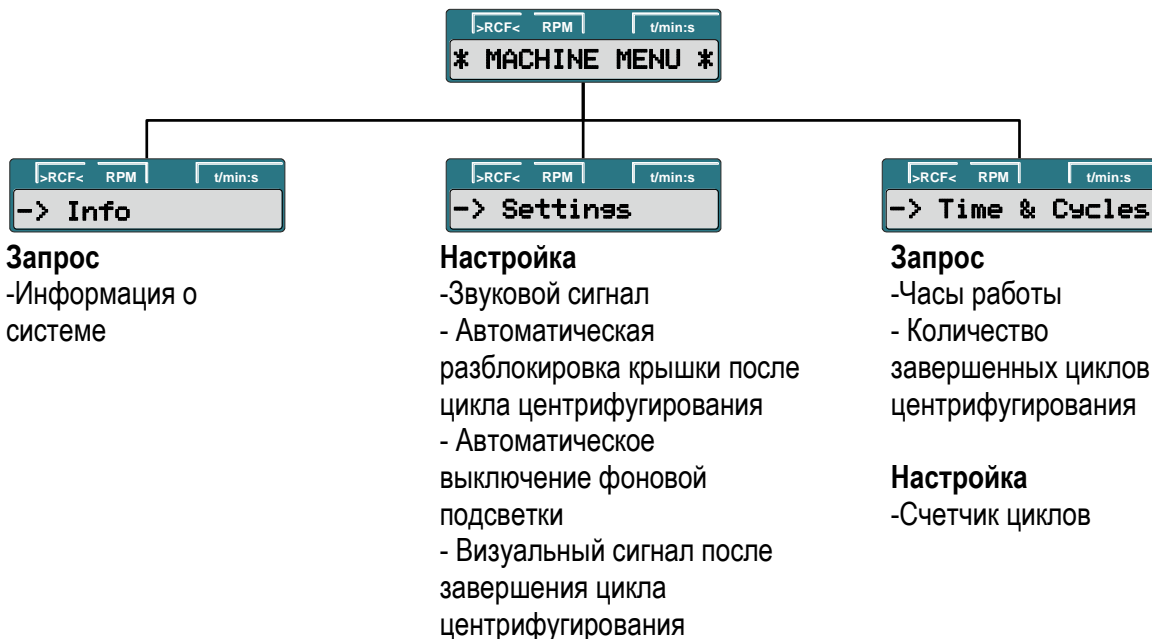 >RCF< RPM t/min:s
* MACHINE MENU *
>RCF< RPM t/min:s
-> Info
Запрос
-Информация о
системе
>RCF< RPM t/min:s
-> Settings
Настройка
-Звуковой сигнал
- Автоматическая
разблокировка крышки после
цикла центрифугирования
- Автоматическое
выключение фоновой
подсветки
- Визуальный сигнал после
завершения цикла
центрифугирования
>RCF< RPM t/min:s
-> Time & Cycles
Запрос
-Часы работы
- Количество
завершенных циклов
центрифугирования
Настройка
-Счетчик циклов